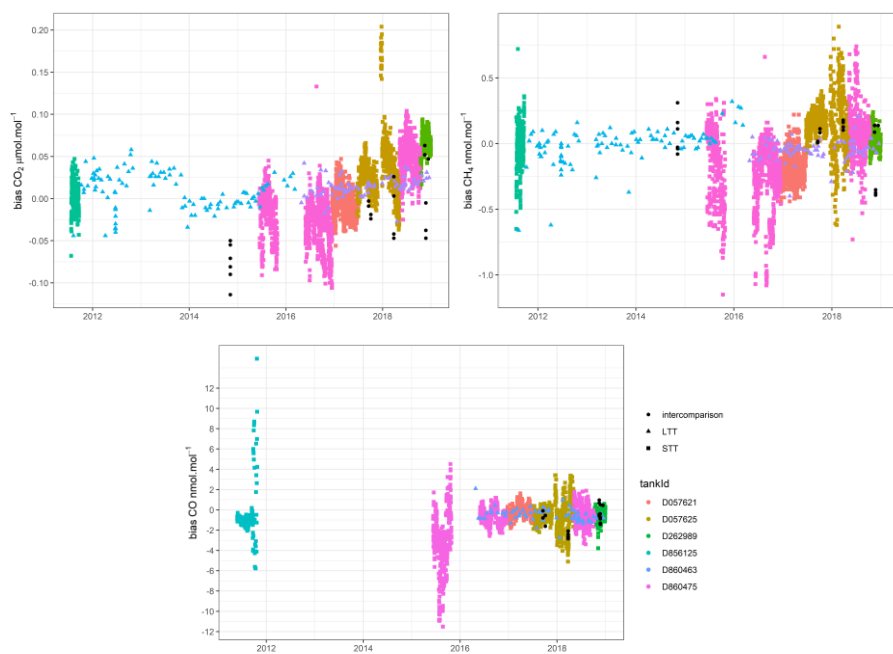 bias CO₂ μmol.mol⁻¹
0.20
0.15
0.10
0.05
0.00
-0.05
-0.10
2012 2014 2016 2018
bias CH₄ nmol.mol⁻¹
0.5
0.0
-0.5
-1.0
2012 2014 2016 2018
bias CO nmol.mol⁻¹
12
10
8
6
4
2
0
-2
-4
-6
-8
-10
-12
2012 2014 2016 2018
intercomparison
LTT
STT
tankId
D057621
D057625
D262989
D856125
D860463
D860475